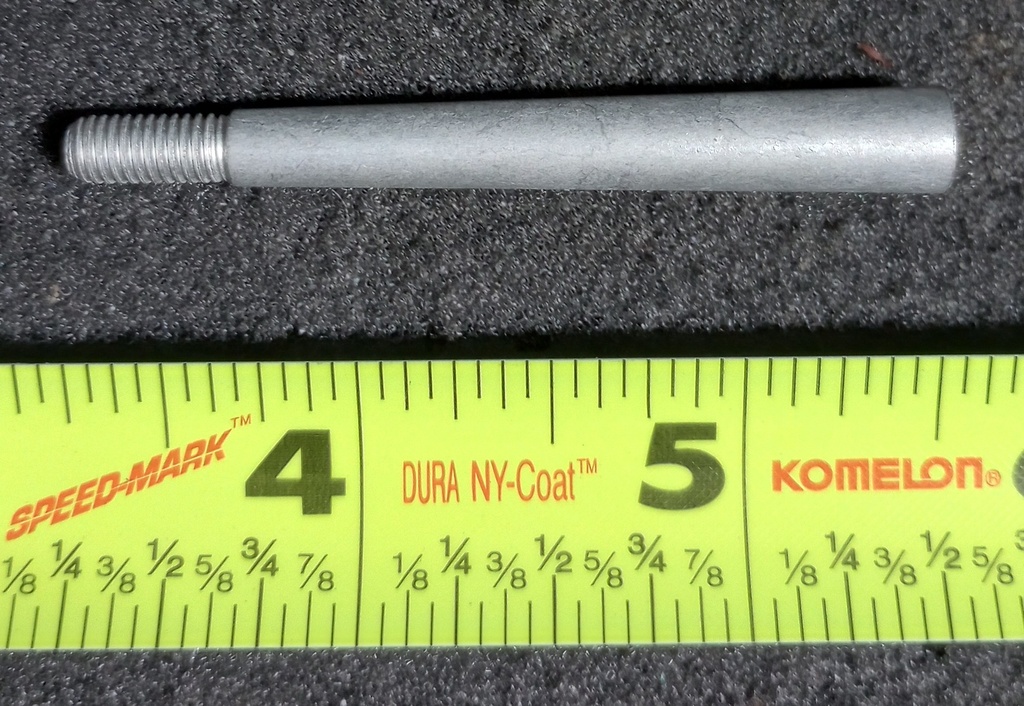 SPEED-MARK™ 4 DURA NY-Coat™ 5 KOMELON®
1/8 1/4 3/8 1/2 5/8 3/4 7/8 1/8 1/4 3/8 1/2 5/8 3/4 7/8 1/8 1/4 3/8 1/2 5/8